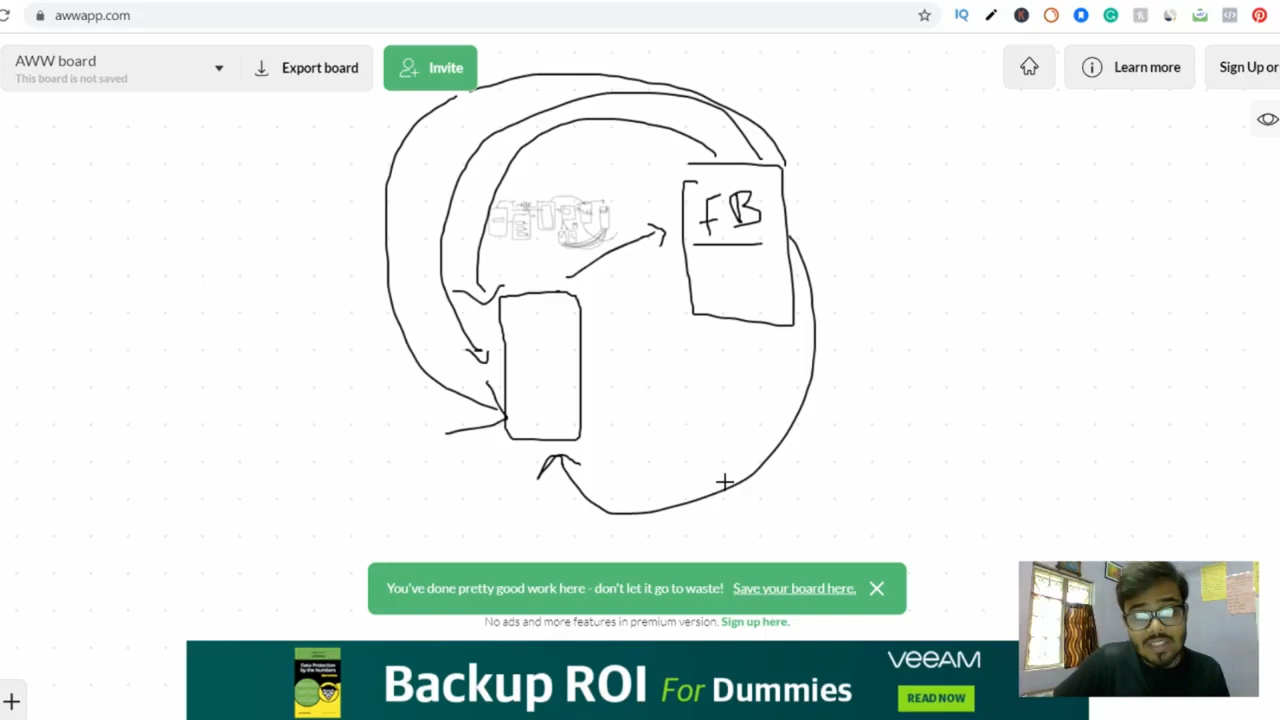 awwapp.com
IQ
AWW board
This board is not saved
Export board
Invite
Learn more
Sign Up or
FB
You've done pretty good work here - don't let it go to waste! Save your board here.
No ads and more features in premium version. Sign up here.
Backup ROI For Dummies
VEEAM
READ NOW